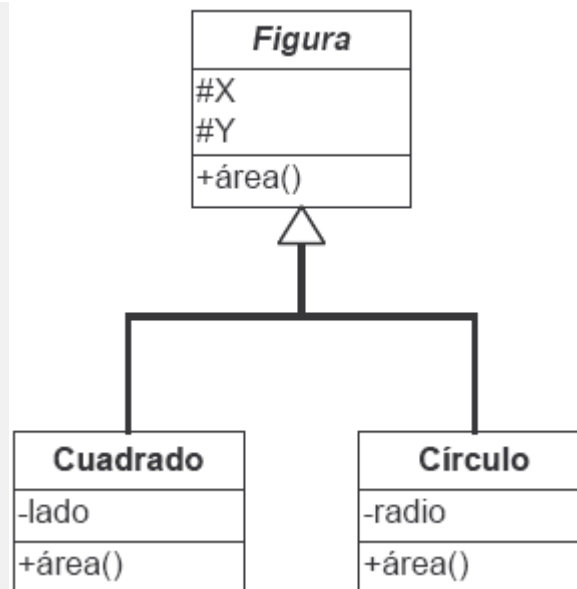 Figura
#X
#Y
+área()
Cuadrado
-lado
+área()
Círculo
-radio
+área()